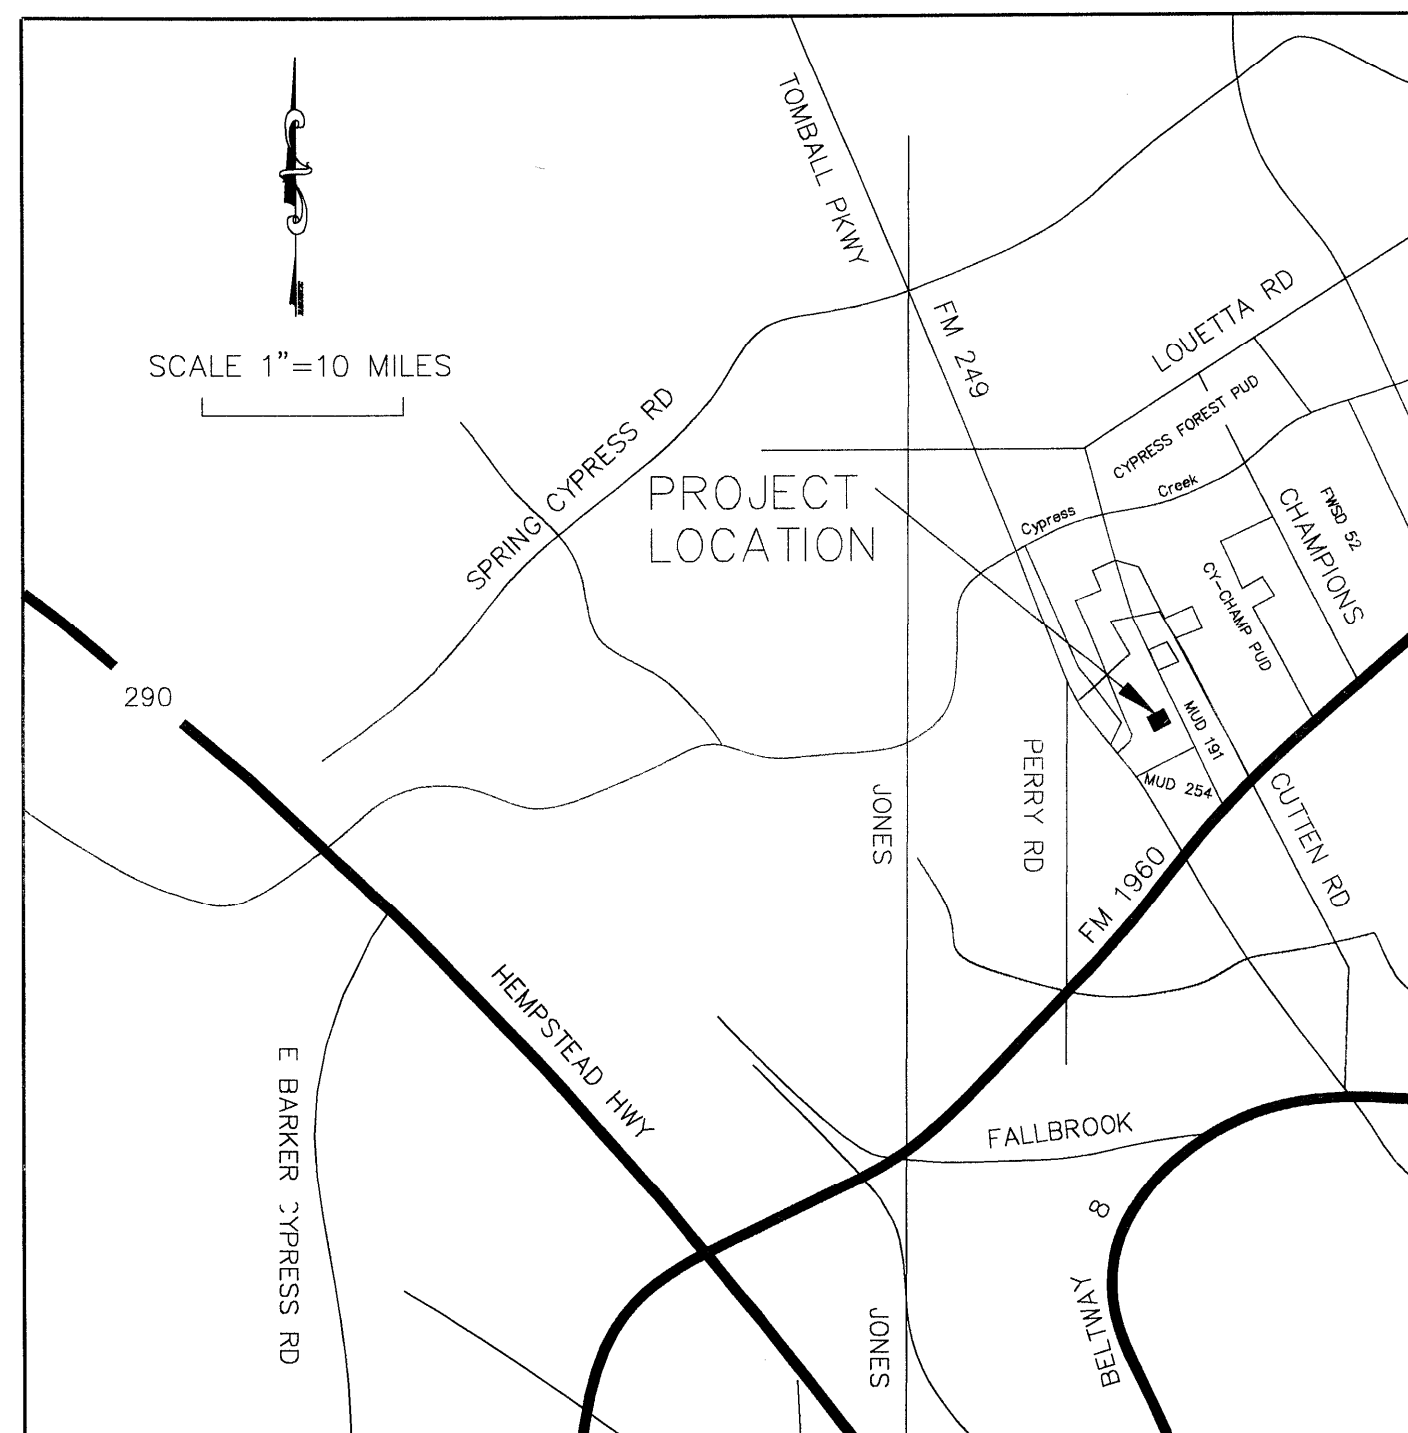 TOMBALL PKWY
SCALE 1"=10 MILES
FM 249
LOUETTA RD
SPRING CYPRESS RD
CYPRESS FOREST PUD
PROJECT
LOCATION
Cypress
Creek
FWSD 52
CHAMPIONS
CY-CHAMP PUD
290
MUD 191
MUD 254
PERRY RD
JONES
CUTTEN RD
FM 1960
HEMPSTEAD HWY
E BARKER CYPRESS RD
FALLBROOK
BELTWAY 8
JONES